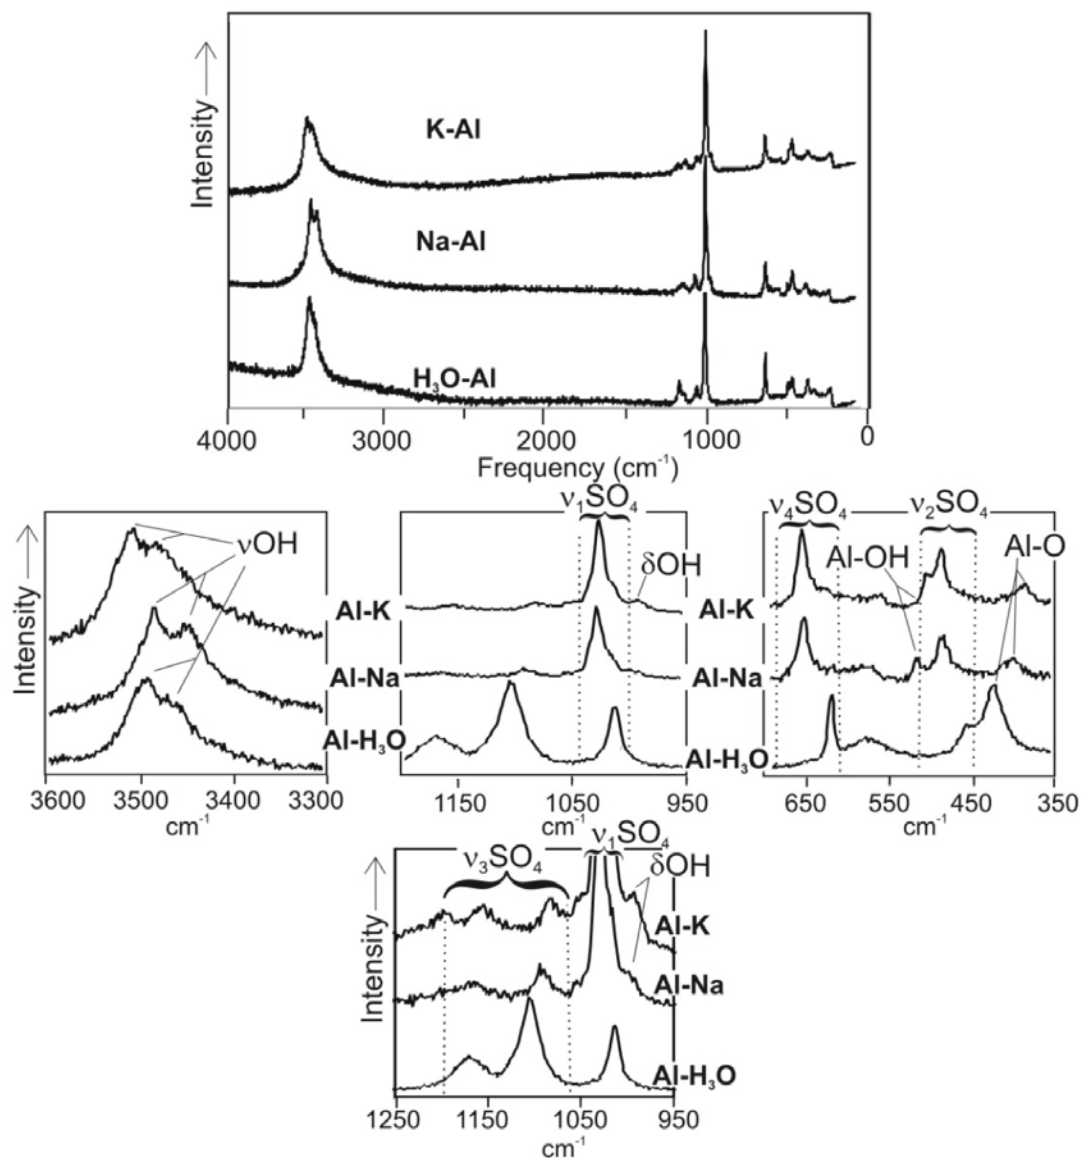 Intensity
K-Al
Na-Al
H₃O-Al
4000 3000 2000 1000 0
Frequency (cm⁻¹)
ν₁SO₄
ν₄SO₄ ν₂SO₄
νOH
δOH
Al-OH
Al-O
Intensity
Al-K
Al-K
Al-Na
Al-Na
Al-H₃O
Al-H₃O
3600 3500 3400 3300
cm⁻¹
1150 1050 950
cm⁻¹
650 550 450 350
cm⁻¹
ν₁SO₄
ν₃SO₄
δOH
Intensity
Al-K
Al-Na
Al-H₃O
1250 1150 1050 950
cm⁻¹